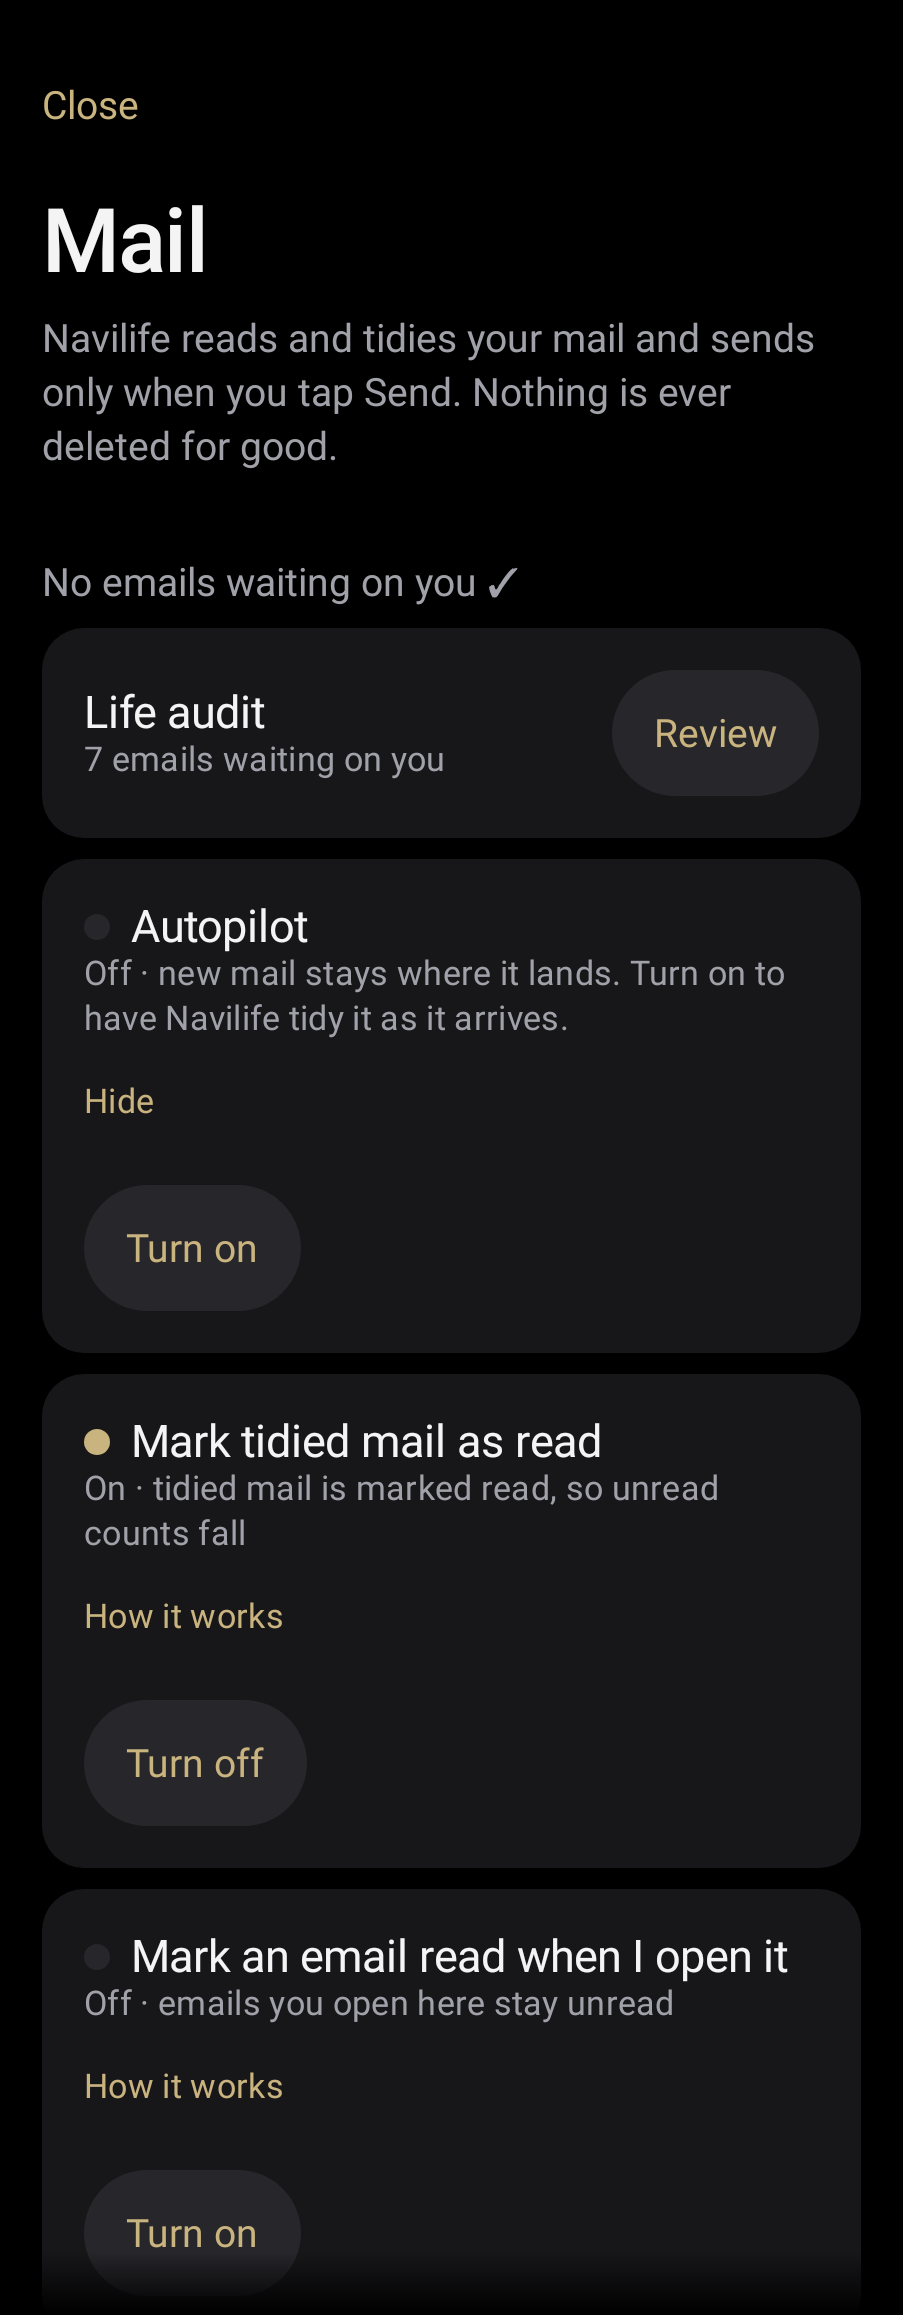 Close
Mail
Navilife reads and tidies your mail and sends
only when you tap Send. Nothing is ever
deleted for good.
No emails waiting on you ✓
Life audit
7 emails waiting on you
Review
Autopilot
Off · new mail stays where it lands. Turn on to
have Navilife tidy it as it arrives.
Hide
Turn on
Mark tidied mail as read
On · tidied mail is marked read, so unread
counts fall
How it works
Turn off
Mark an email read when I open it
Off · emails you open here stay unread
How it works
Turn on